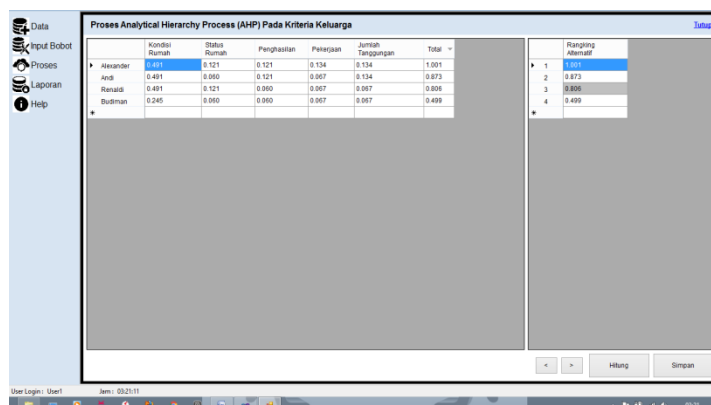 Data
Input Bobot
Proses
Laporan
Help
Proses Analytical Hierarchy Process (AHP) Pada Kriteria Keluarga
Tutup
Kondisi Rumah Status Rumah Penghasilan Pekerjaan Jumlah Tanggungan Total
Alexander 0.491 0.121 0.121 0.134 0.134 1.001
Andi 0.491 0.060 0.121 0.067 0.134 0.873
Renaldi 0.491 0.121 0.060 0.067 0.067 0.806
Budiman 0.245 0.060 0.060 0.067 0.067 0.499
Rangking Alternatif
1 1.001
2 0.873
3 0.806
4 0.499
< > Hitung Simpan
User Login : User1 Jam : 03:21:11